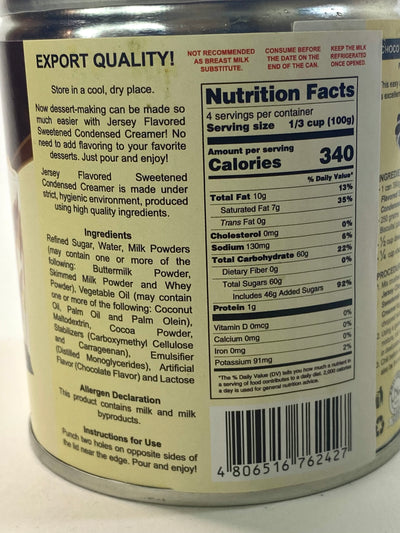 EXPORT QUALITY!
NOT RECOMMENDED
AS BREAST MILK
SUBSTITUTE.
CONSUME BEFORE
THE DATE ON THE
END OF THE CAN.
KEEP THE MILK
REFRIGERATED
ONCE OPENED.
Store in a cool, dry place.
Now dessert-making can be made so
much easier with Jersey Flavored
Sweetened Condensed Creamer! No
need to add flavoring to your favorite
desserts. Just pour and enjoy!
Jersey Flavored Sweetened
Condensed Creamer is made under
strict, hygienic environment, produced
using high quality ingredients.
Ingredients
Refined Sugar, Water, Milk Powders
(may contain one or more of the
following: Buttermilk Powder,
Skimmed Milk Powder and Whey
Powder), Vegetable Oil (may contain
one or more of the following: Coconut
Oil, Palm Oil and Palm Olein),
Maltodextrin, Cocoa Powder,
Stabilizers (Carboxymethyl Cellulose
and Carrageenan), Emulsifier
(Distilled Monoglycerides), Artificial
Flavor (Chocolate Flavor) and Lactose
Allergen Declaration
This product contains milk and milk
byproducts.
Instructions for Use
Punch two holes on opposite sides of
the lid near the edge. Pour and enjoy!
Nutrition Facts
4 servings per container
Serving size 1/3 cup (100g)
Amount per serving
Calories 340
% Daily Value*
Total Fat 10g 13%
Saturated Fat 7g 35%
Trans Fat 0g
Cholesterol 0mg 0%
Sodium 130mg 6%
Total Carbohydrate 60g 22%
Dietary Fiber 0g 0%
Total Sugars 60g
Includes 46g Added Sugars 92%
Protein 1g
Vitamin D 0mcg 0%
Calcium 0mg 0%
Iron 0mg 0%
Potassium 91mg 2%
*The % Daily Value (DV) tells you how much a nutrient in
a serving of food contributes to a daily diet. 2,000 calories
a day is used for general nutrition advice.
4 806516 762427
CHOCO